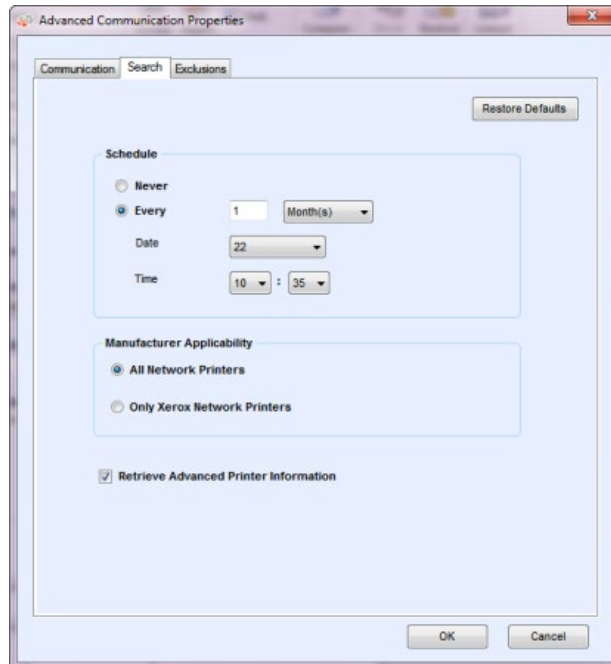 Advanced Communication Properties
Communication Search Exclusions
Restore Defaults
Schedule
Never
Every 1 Month(s)
Date 22
Time 10 : 35
Manufacturer Applicability
All Network Printers
Only Xerox Network Printers
Retrieve Advanced Printer Information
OK Cancel